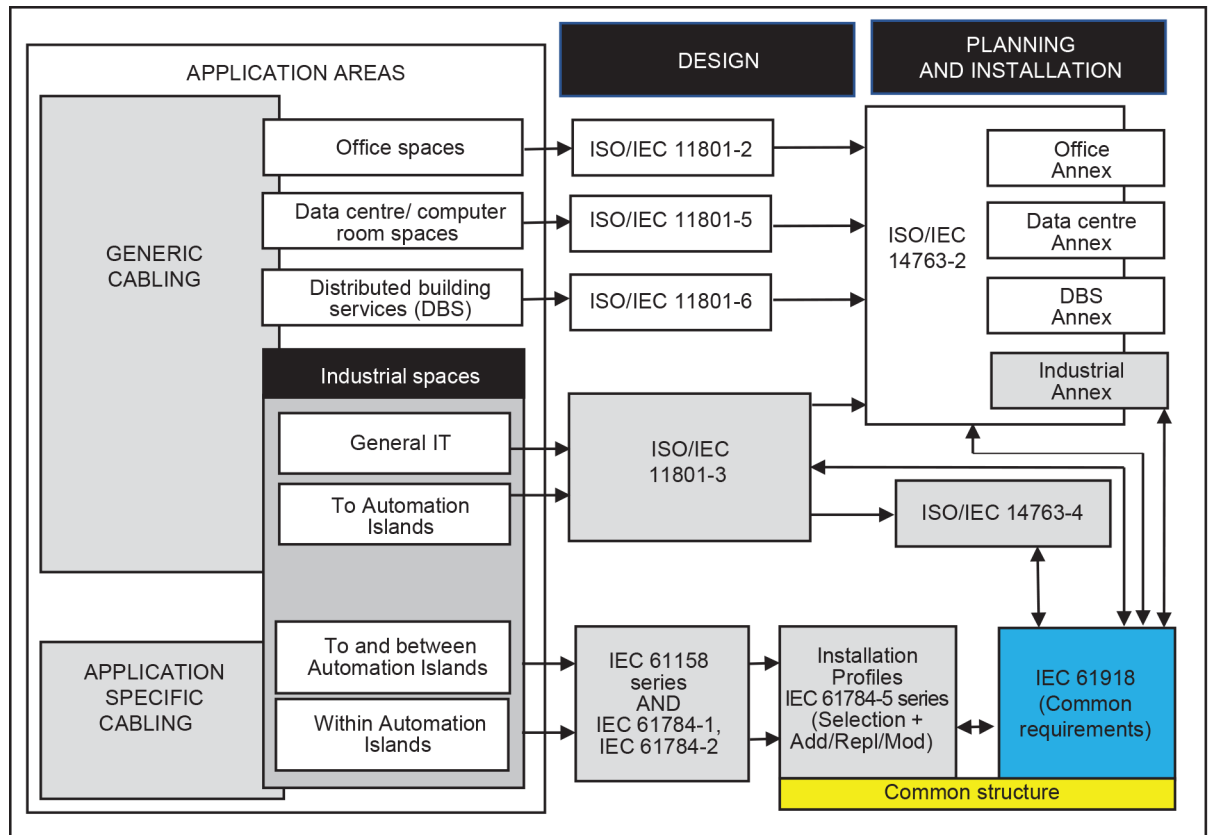 APPLICATION AREAS
DESIGN
PLANNING
AND INSTALLATION
GENERIC
CABLING
Office spaces
ISO/IEC 11801-2
Data centre/ computer
room spaces
ISO/IEC 11801-5
Distributed building
services (DBS)
ISO/IEC 11801-6
ISO/IEC
14763-2
Office
Annex
Data centre
Annex
DBS
Annex
Industrial
Annex
Industrial spaces
General IT
To Automation
Islands
ISO/IEC
11801-3
ISO/IEC 14763-4
APPLICATION
SPECIFIC
CABLING
To and between
Automation Islands
Within Automation
Islands
IEC 61158
series
AND
IEC 61784-1,
IEC 61784-2
Installation
Profiles
IEC 61784-5 series
(Selection +
Add/Repl/Mod)
IEC 61918
(Common
requirements)
Common structure